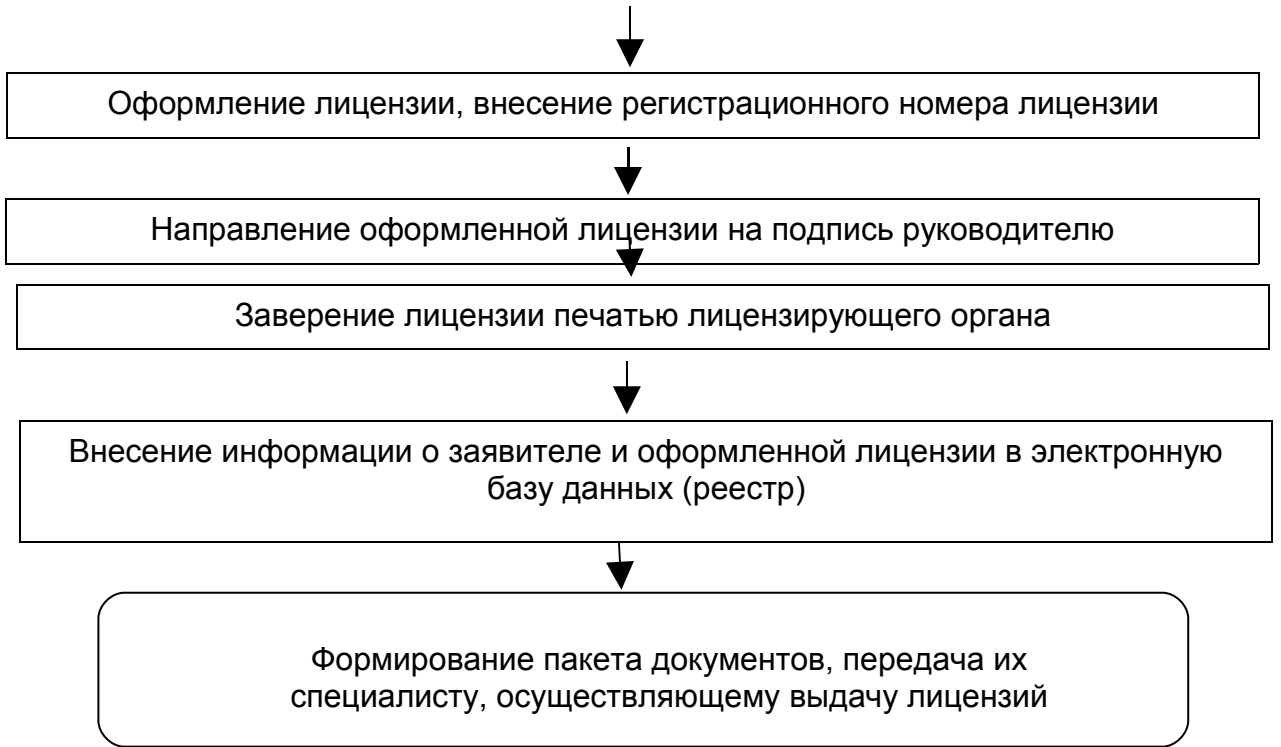 Оформление лицензии, внесение регистрационного номера лицензии
Направление оформленной лицензии на подпись руководителю
Заверение лицензии печатью лицензирующего органа
Внесение информации о заявителе и оформленной лицензии в электронную
базу данных (реестр)
Формирование пакета документов, передача их
специалисту, осуществляющему выдачу лицензий